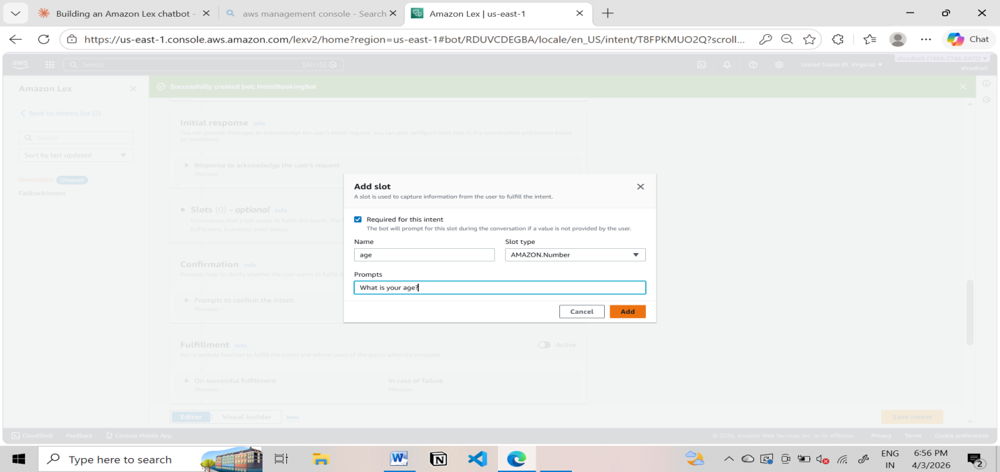 Building an Amazon Lex chatbot -
aws management console - Search
Amazon Lex | us-east-1
https://us-east-1.console.aws.amazon.com/lexv2/home?region=us-east-1#bot/RDUVCDEGBA/locale/en_US/intent/T8FPKMUO2Q?scroll...
Chat
aws
Search
[Alt+S]
United States (N. Virginia)
shradhaG
Amazon Lex
Successfully created bot: HotelBookingBot
Back to intents list (2)
Search
Sort by last updated
NewIntent Unsaved
FallbackIntent
Initial response Info
You can provide messages to acknowledge the user's initial request. You can also configure next step in the conversation and branch based
on conditions.
Response to acknowledge the user's request
Message: -
Slots (0) - optional Info
Information that a bot needs to fulfill the intent. The
fulfillment, in priority order below.
Confirmation Info
Prompts help to clarify whether the user wants to fulfill
Prompts to confirm the intent
Message: -
Fulfillment Info
Active
Run a lambda function to fulfill the intent and inform users of the status when it's complete.
On successful fulfillment
In case of failure
Message: -
Message: -
Add slot
A slot is used to capture information from the user to fulfill the intent.
Required for this intent
The bot will prompt for this slot during the conversation if a value is not provided by the user.
Name
Slot type
age
AMAZON.Number
Prompts
What is your age?
Cancel
Add
Editor
Visual builder
New
Save intent
CloudShell
Feedback
Console Mobile App
© 2026, Amazon Web Services, Inc. or its affiliates.
Privacy
Terms
Cookie preferences
Type here to search
ENG
IN
6:56 PM
4/3/2026
2